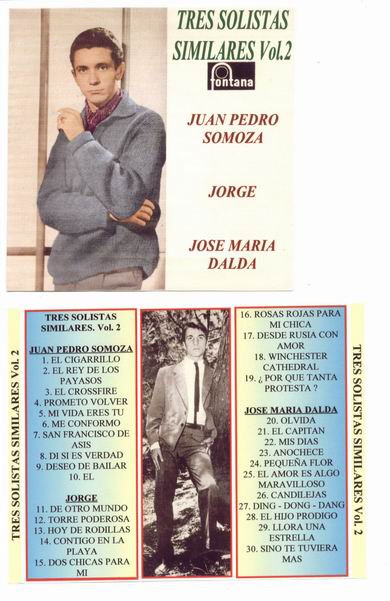 TRES SOLISTAS
SIMILARES Vol.2
fontana
JUAN PEDRO
SOMOZA
JORGE
JOSE MARIA
DALDA
TRES SOLISTAS SIMILARES Vol. 2
TRES SOLISTAS
SIMILARES. Vol. 2
JUAN PEDRO SOMOZA
1. EL CIGARRILLO
2. EL REY DE LOS
PAYASOS
3. EL CROSSFIRE
4. PROMETO VOLVER
5. MI VIDA ERES TU
6. ME CONFORMO
7. SAN FRANCISCO DE
ASIS
8. DI SI ES VERDAD
9. DESEO DE BAILAR
10. EL
JORGE
11. DE OTRO MUNDO
12. TORRE PODEROSA
13. HOY DE RODILLAS
14. CONTIGO EN LA
PLAYA
15. DOS CHICAS PARA
MI
16. ROSAS ROJAS PARA
MI CHICA
17. DESDE RUSIA CON
AMOR
18. WINCHESTER
CATHEDRAL
19. ¿ POR QUE TANTA
PROTESTA ?
JOSE MARIA DALDA
20. OLVIDA
21. EL CAPITAN
22. MIS DIAS
23. ANOCHECE
24. PEQUEÑA FLOR
25. EL AMOR ES ALGO
MARAVILLOSO
26. CANDILEJAS
27. DING - DONG - DANG
28. EL HIJO PRODIGO
29. LLORA UNA
ESTRELLA
30. SINO TE TUVIERA
MAS
TRES SOLISTAS SIMILARES Vol. 2